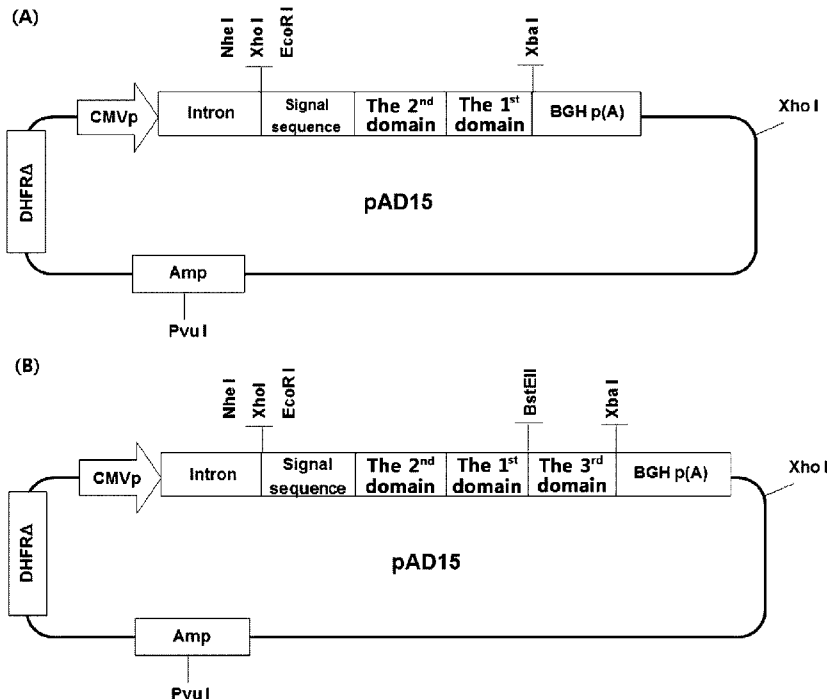 (A)
Nhe I
Xho I
EcoR I
Xba I
CMVp
Intron
Signal
sequence
The 2nd
domain
The 1st
domain
BGH p(A)
Xho I
DHFRΔ
pAD15
Amp
Pvu I
(B)
Nhe I
XhoI
EcoR I
BstEII
Xba I
CMVp
Intron
Signal
sequence
The 2nd
domain
The 1st
domain
The 3rd
domain
BGH p(A)
Xho I
DHFRΔ
pAD15
Amp
Pvu I